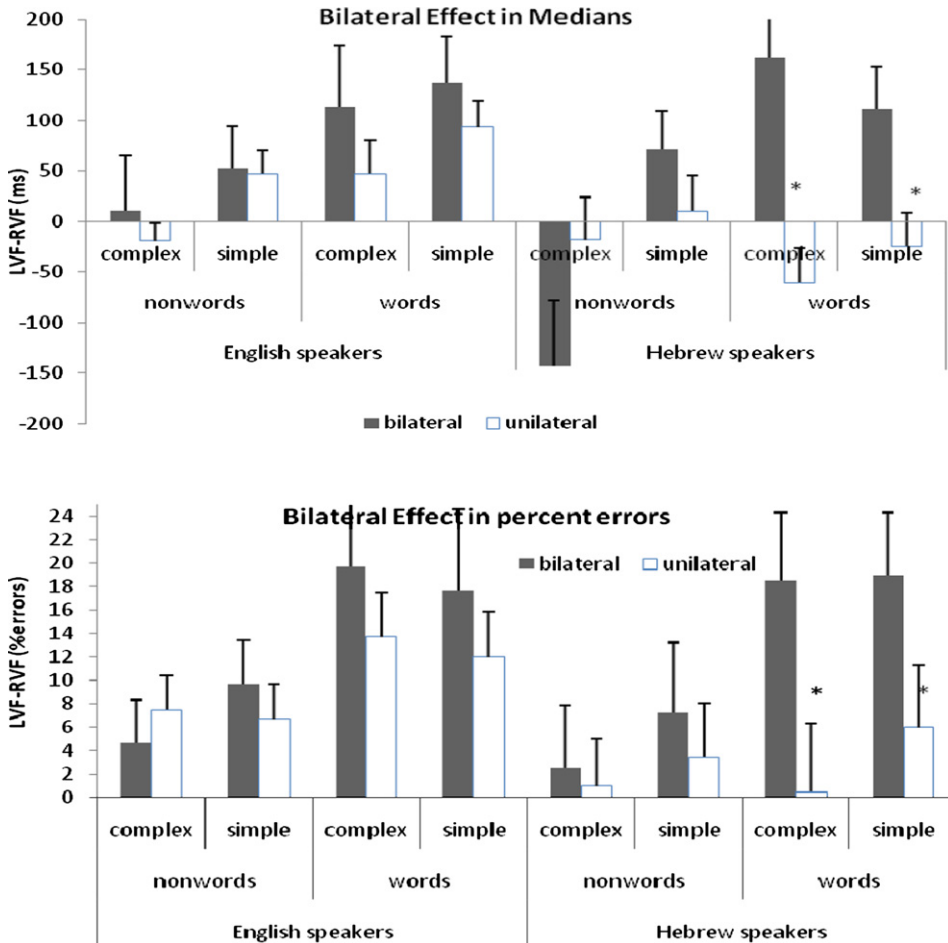 Bilateral Effect in Medians
200
150
100
50
0
-50
-100
-150
-200
LVF-RVF (ms)
* *
complex simple complex simple complex simple complex simple
nonwords words nonwords words
English speakers Hebrew speakers
bilateral unilateral
Bilateral Effect in percent errors
bilateral unilateral
24
22
20
18
16
14
12
10
8
6
4
2
0
LVF-RVF (%errors)
* *
complex simple complex simple complex simple complex simple
nonwords words nonwords words
English speakers Hebrew speakers